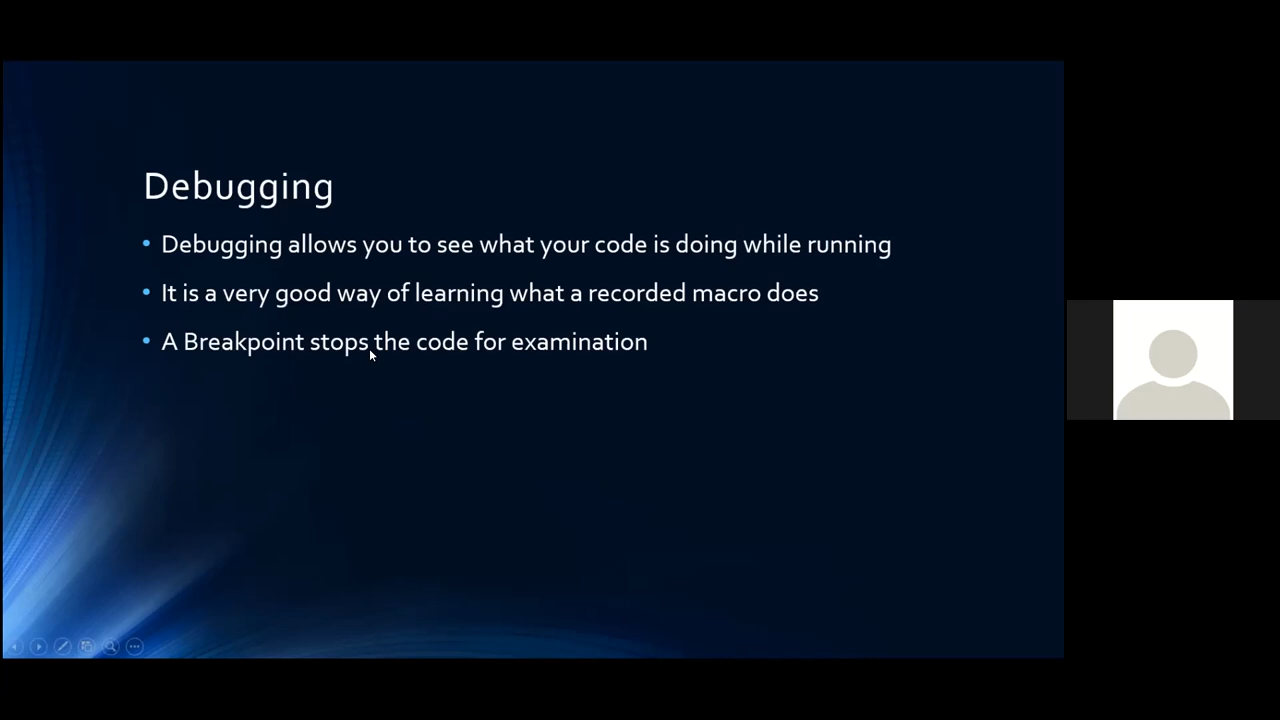 Debugging
• Debugging allows you to see what your code is doing while running
• It is a very good way of learning what a recorded macro does
• A Breakpoint stops the code for examination